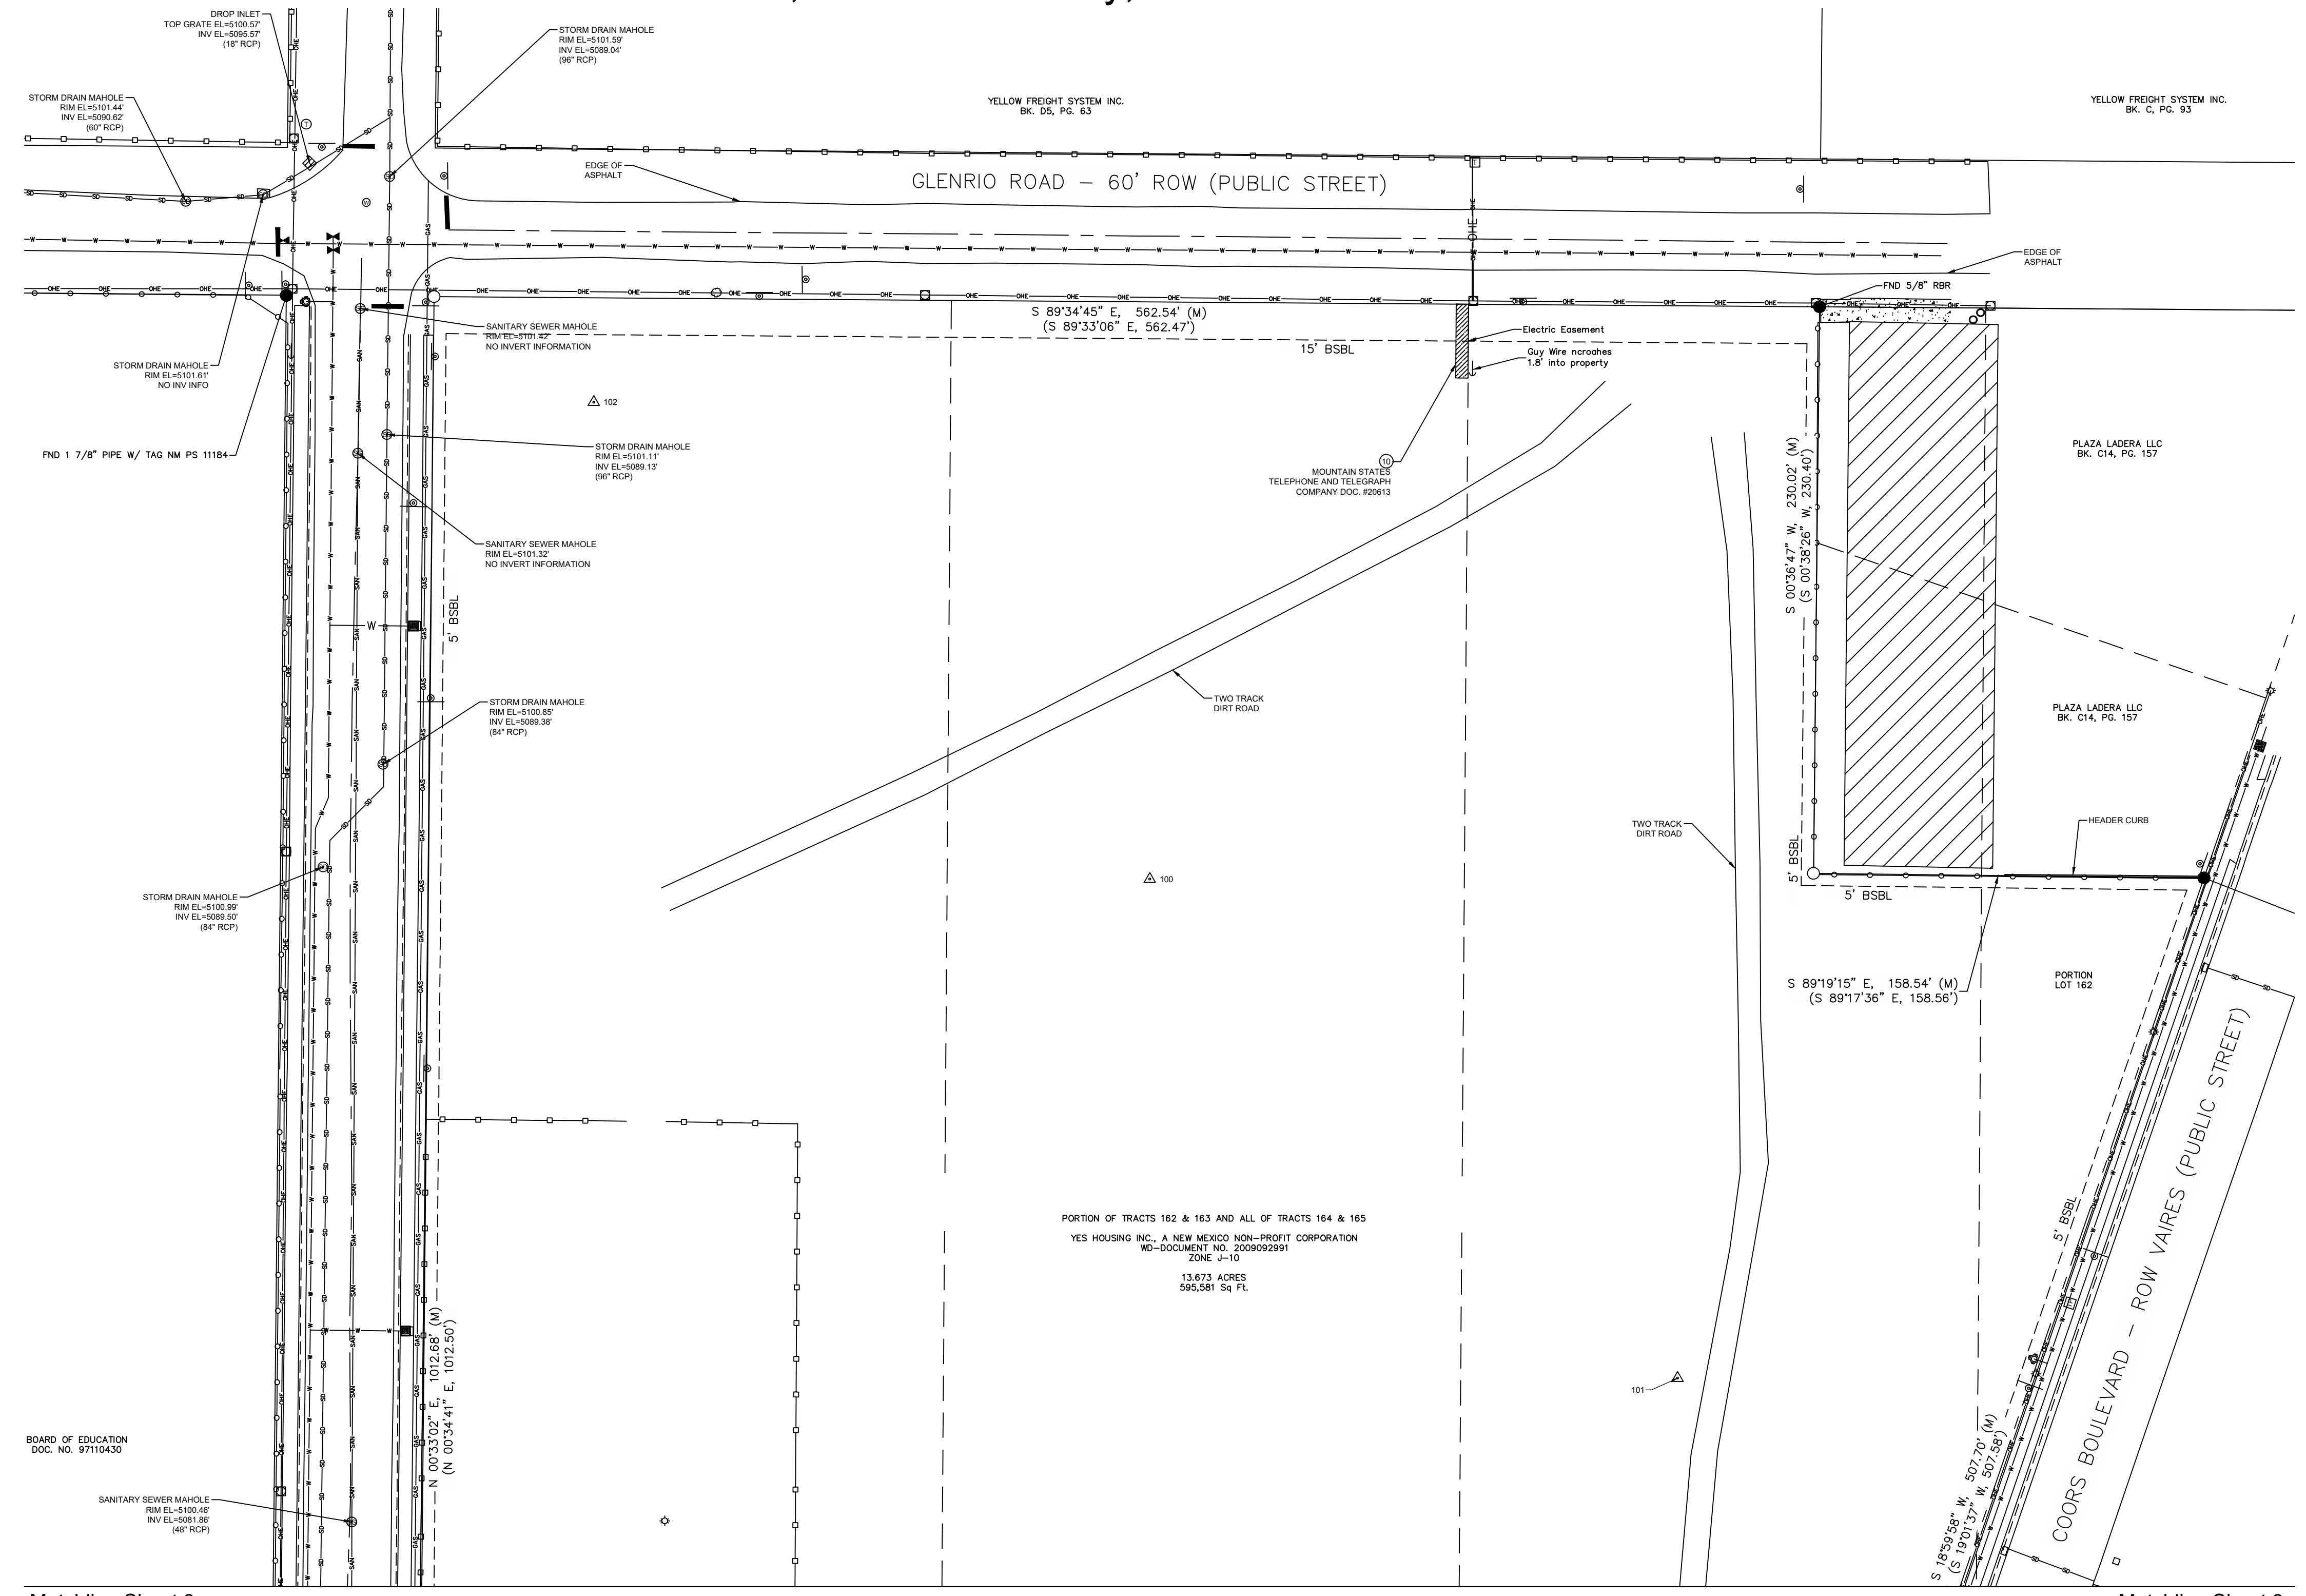 DROP INLET
TOP GRATE EL=5100.57'
INV EL=5095.57'
(18" RCP)
STORM DRAIN MAHOLE
RIM EL=5101.59'
INV EL=5089.04'
(96" RCP)
STORM DRAIN MAHOLE
RIM EL=5101.44'
INV EL=5090.62'
(60" RCP)
YELLOW FREIGHT SYSTEM INC.
BK. D5, PG. 63
YELLOW FREIGHT SYSTEM INC.
BK. C, PG. 93
EDGE OF
ASPHALT
GLENRIO ROAD – 60' ROW (PUBLIC STREET)
EDGE OF
ASPHALT
FND 5/8" RBR
S 89°34'45" E, 562.54' (M)
(S 89°33'06" E, 562.47')
SANITARY SEWER MAHOLE
RIM EL=5101.42'
NO INVERT INFORMATION
15' BSBL
Electric Easement
Guy Wire ncroahes
1.8' into property
STORM DRAIN MAHOLE
RIM EL=5101.61'
NO INV INFO
102
STORM DRAIN MAHOLE
RIM EL=5101.11'
INV EL=5089.13'
(96" RCP)
FND 1 7/8" PIPE W/ TAG NM PS 11184
10
MOUNTAIN STATES
TELEPHONE AND TELEGRAPH
COMPANY DOC. #20613
PLAZA LADERA LLC
BK. C14, PG. 157
S 00°36'47" W, 230.02' (M)
(S 00°38'26" W, 230.40')
SANITARY SEWER MAHOLE
RIM EL=5101.32'
NO INVERT INFORMATION
5' BSBL
W
STORM DRAIN MAHOLE
RIM EL=5100.85'
INV EL=5089.38'
(84" RCP)
TWO TRACK
DIRT ROAD
PLAZA LADERA LLC
BK. C14, PG. 157
TWO TRACK
DIRT ROAD
HEADER CURB
5' BSBL
5' BSBL
100
STORM DRAIN MAHOLE
RIM EL=5100.99'
INV EL=5089.50'
(84" RCP)
S 89°19'15" E, 158.54' (M)
(S 89°17'36" E, 158.56')
PORTION
LOT 162
PORTION OF TRACTS 162 & 163 AND ALL OF TRACTS 164 & 165
YES HOUSING INC., A NEW MEXICO NON–PROFIT CORPORATION
WD–DOCUMENT NO. 2009092991
ZONE J–10
13.673 ACRES
595,581 Sq Ft.
5' BSBL
COORS BOULEVARD – ROW VAIRES (PUBLIC STREET)
N 00°33'02" E, 1012.68' (M)
(N 00°34'41" E, 1012.50')
101
BOARD OF EDUCATION
DOC. NO. 97110430
SANITARY SEWER MAHOLE
RIM EL=5100.46'
INV EL=5081.86'
(48" RCP)
S 18°59'58" W, 507.70' (M)
(S 19°01'37" W, 507.58')